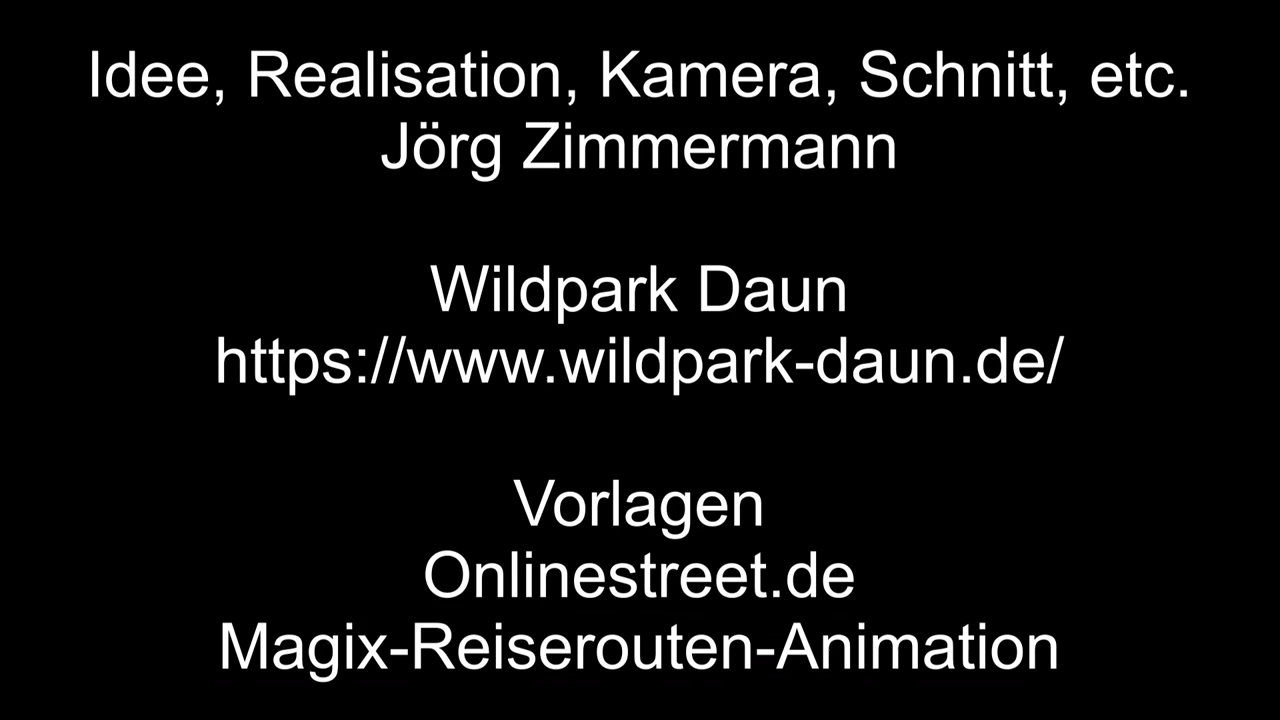 Idee, Realisation, Kamera, Schnitt, etc.
Jörg Zimmermann
Wildpark Daun
https://www.wildpark-daun.de/
Vorlagen
Onlinestreet.de
Magix-Reiserouten-Animation